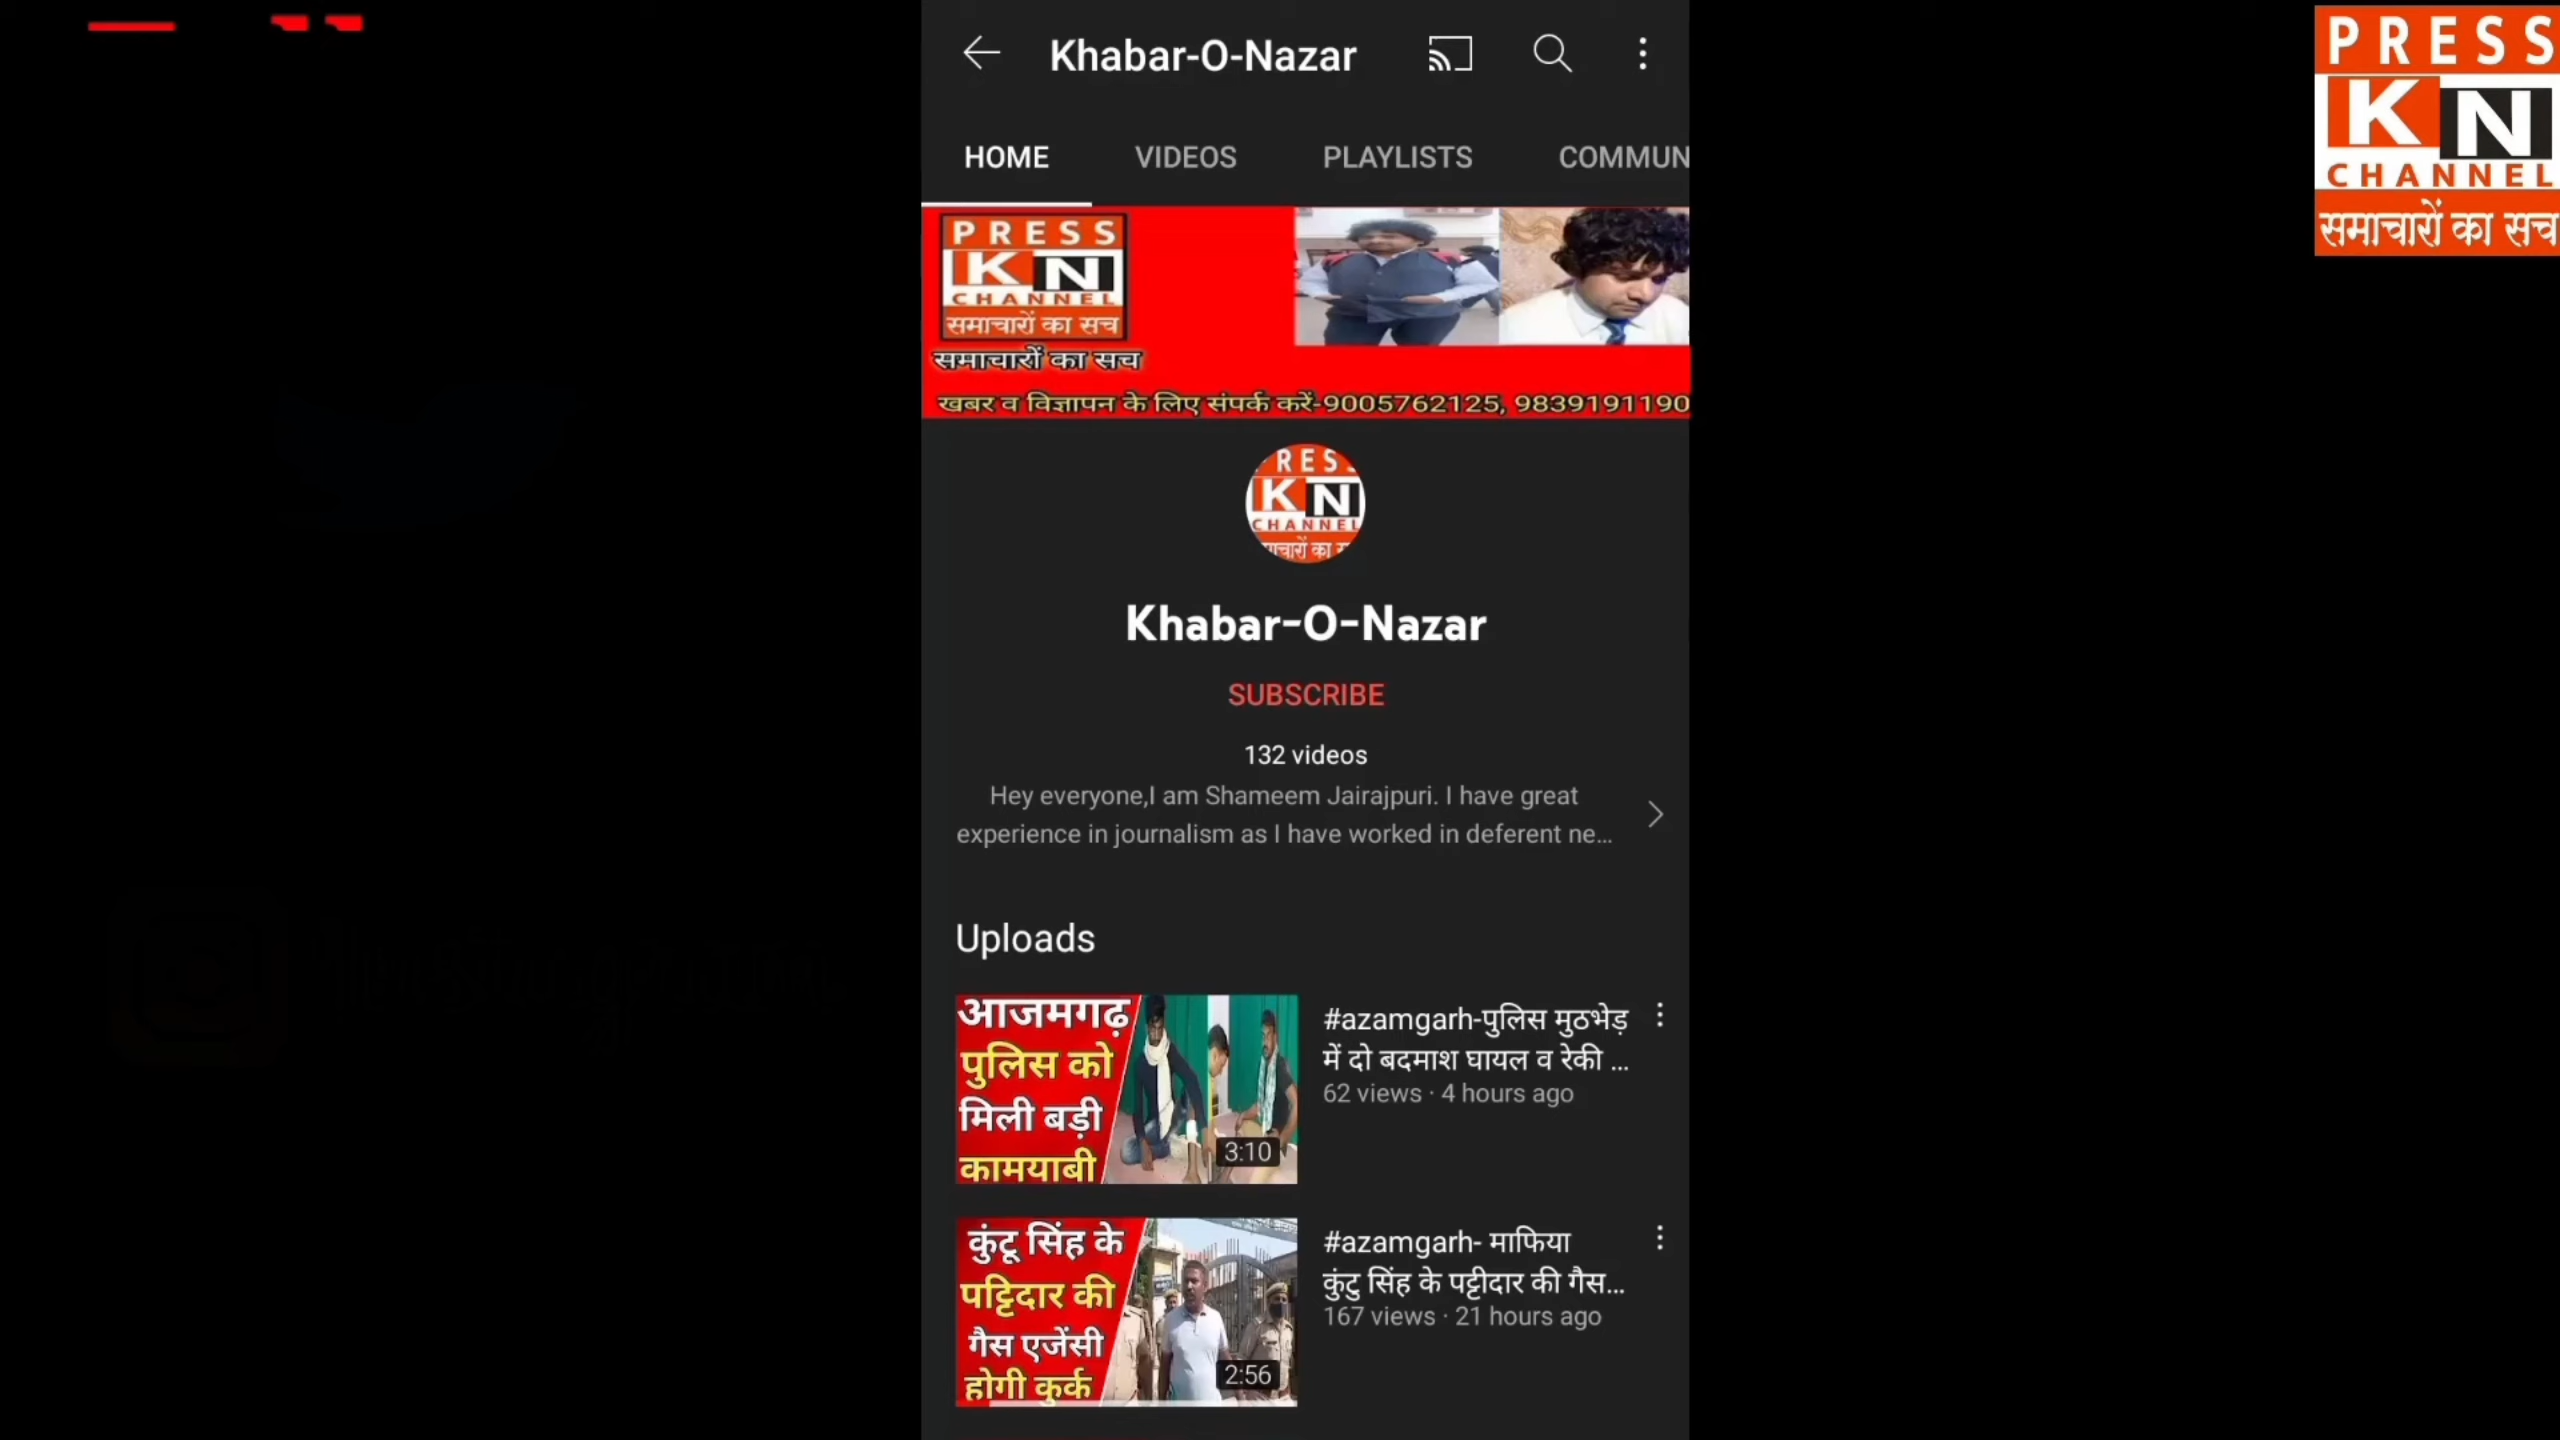 Khabar-O-Nazar
HOME VIDEOS PLAYLISTS COMMUN
PRESS
KN
CHANNEL
समाचारों का सच
समाचारों का सच
खबर व विज्ञापन के लिए संपर्क करें-9005762125, 9839191190
PRESS
KN
CHANNEL
Khabar-O-Nazar
SUBSCRIBE
132 videos
Hey everyone,I am Shameem Jairajpuri. I have great
experience in journalism as I have worked in deferent ne...
Uploads
आजमगढ़
पुलिस को
मिली बड़ी
कामयाबी
3:10
#azamgarh-पुलिस मुठभेड़
में दो बदमाश घायल व रेकी ...
62 views · 4 hours ago
कुंटू सिंह के
पट्टिदार की
गैस एजेंसी
होगी कुर्क
2:56
#azamgarh- माफिया
कुंटु सिंह के पट्टीदार की गैस...
167 views · 21 hours ago
PRESS
KN
CHANNEL
समाचारों का सच